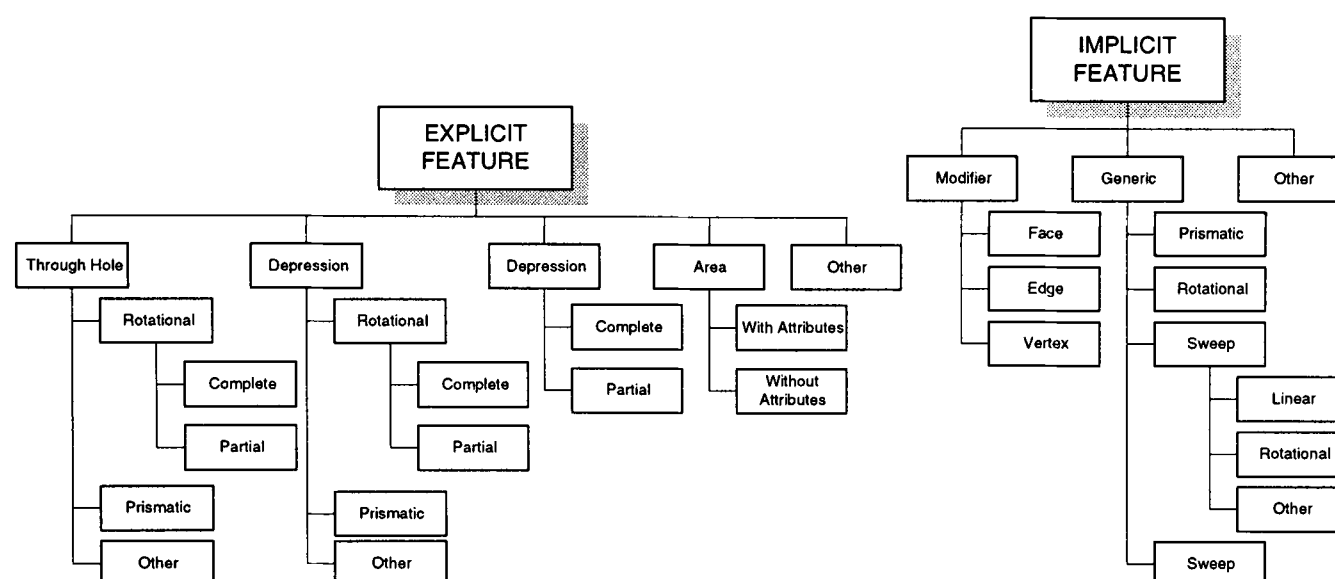 EXPLICIT
FEATURE
Through Hole
Rotational
Complete
Partial
Prismatic
Other
Depression
Rotational
Complete
Partial
Prismatic
Other
Depression
Complete
Partial
Area
With Attributes
Without
Attributes
Other
IMPLICIT
FEATURE
Modifier
Face
Edge
Vertex
Generic
Prismatic
Rotational
Sweep
Linear
Rotational
Other
Sweep
Other